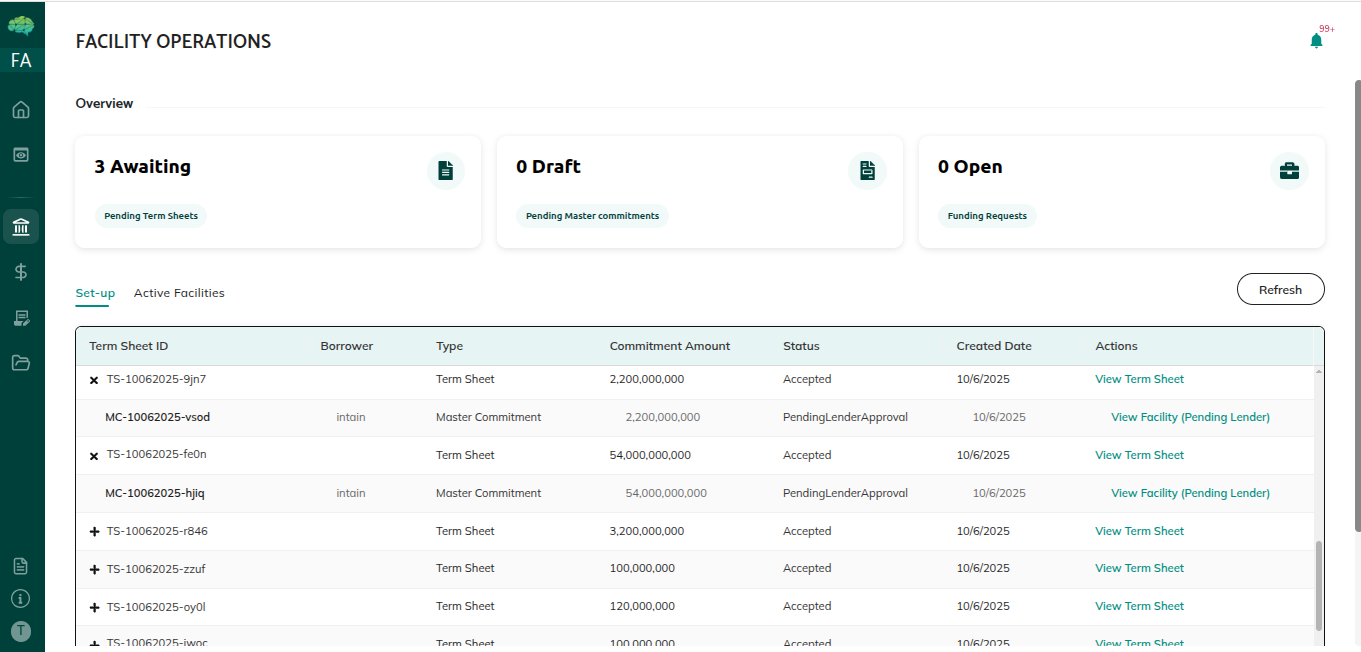 FA
FACILITY OPERATIONS
99+
Overview
3 Awaiting
Pending Term Sheets
0 Draft
Pending Master commitments
0 Open
Funding Requests
Set-up Active Facilities
Refresh
Term Sheet ID Borrower Type Commitment Amount Status Created Date Actions
TS-10062025-9jn7 Term Sheet 2,200,000,000 Accepted 10/6/2025 View Term Sheet
MC-10062025-vsod intain Master Commitment 2,200,000,000 PendingLenderApproval 10/6/2025 View Facility (Pending Lender)
TS-10062025-fe0n Term Sheet 54,000,000,000 Accepted 10/6/2025 View Term Sheet
MC-10062025-hjiq intain Master Commitment 54,000,000,000 PendingLenderApproval 10/6/2025 View Facility (Pending Lender)
TS-10062025-r846 Term Sheet 3,200,000,000 Accepted 10/6/2025 View Term Sheet
TS-10062025-zzuf Term Sheet 100,000,000 Accepted 10/6/2025 View Term Sheet
TS-10062025-oy0l Term Sheet 120,000,000 Accepted 10/6/2025 View Term Sheet
Term Sheet 100,000,000 Accepted 10/6/2025 View Term Sheet
T